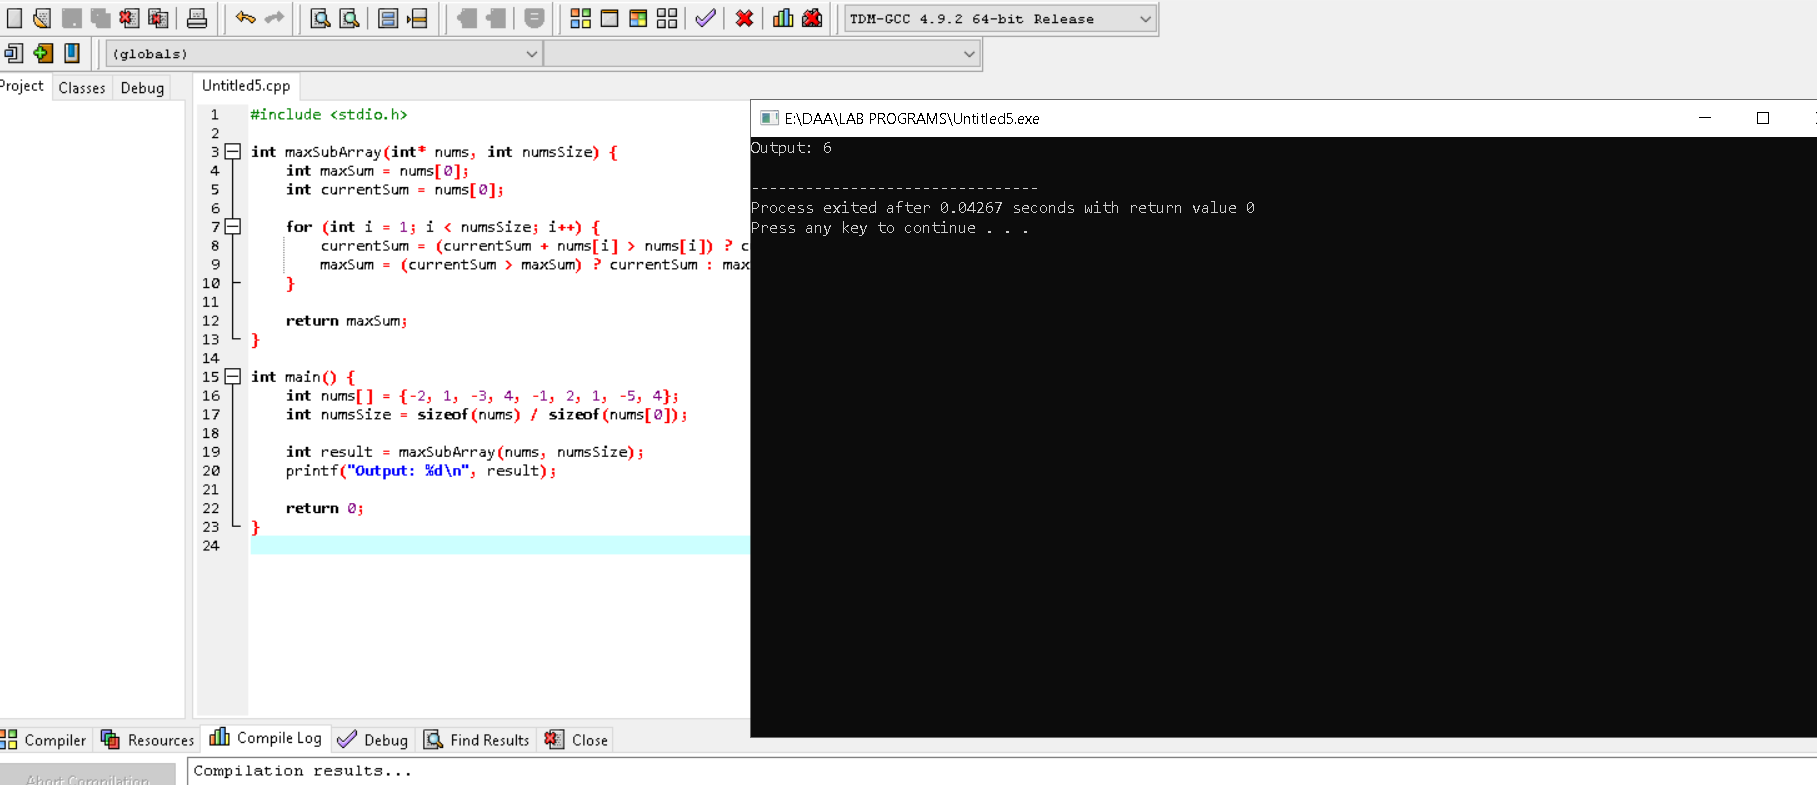 TDM-GCC 4.9.2 64-bit Release
(globals)
Project Classes Debug
Untitled5.cpp
1 #include <stdio.h>
2
3 int maxSubArray(int* nums, int numsSize) {
4 int maxSum = nums[0];
5 int currentSum = nums[0];
6
7 for (int i = 1; i < numsSize; i++) {
8 currentSum = (currentSum + nums[i] > nums[i]) ? c
9 maxSum = (currentSum > maxSum) ? currentSum : max
10 }
11
12 return maxSum;
13 }
14
15 int main() {
16 int nums[] = {-2, 1, -3, 4, -1, 2, 1, -5, 4};
17 int numsSize = sizeof(nums) / sizeof(nums[0]);
18
19 int result = maxSubArray(nums, numsSize);
20 printf("Output: %d\n", result);
21
22 return 0;
23 }
24
E:\DAA\LAB PROGRAMS\Untitled5.exe
Output: 6
--------------------------------
Process exited after 0.04267 seconds with return value 0
Press any key to continue . . .
Compiler Resources Compile Log Debug Find Results Close
Abort Compilation
Compilation results...